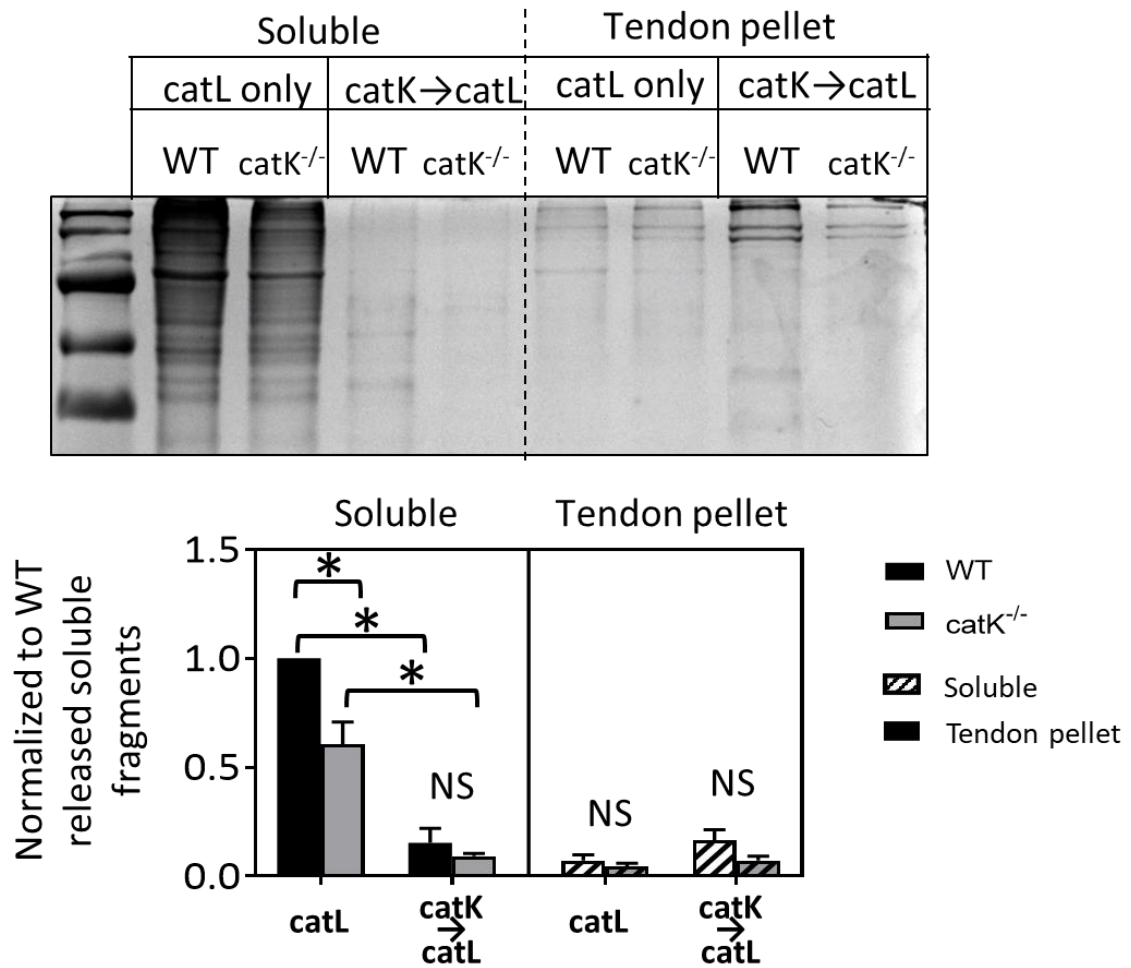 Soluble
Tendon pellet
catL only
catK→catL
catL only
catK→catL
WT
catK-/-
WT
catK-/-
WT
catK-/-
WT
catK-/-
Soluble
Tendon pellet
Normalized to WT
released soluble
fragments
1.5
1.0
0.5
0.0
*
*
*
NS
NS
NS
catL
catK
→
catL
catL
catK
→
catL
WT
catK-/-
Soluble
Tendon pellet